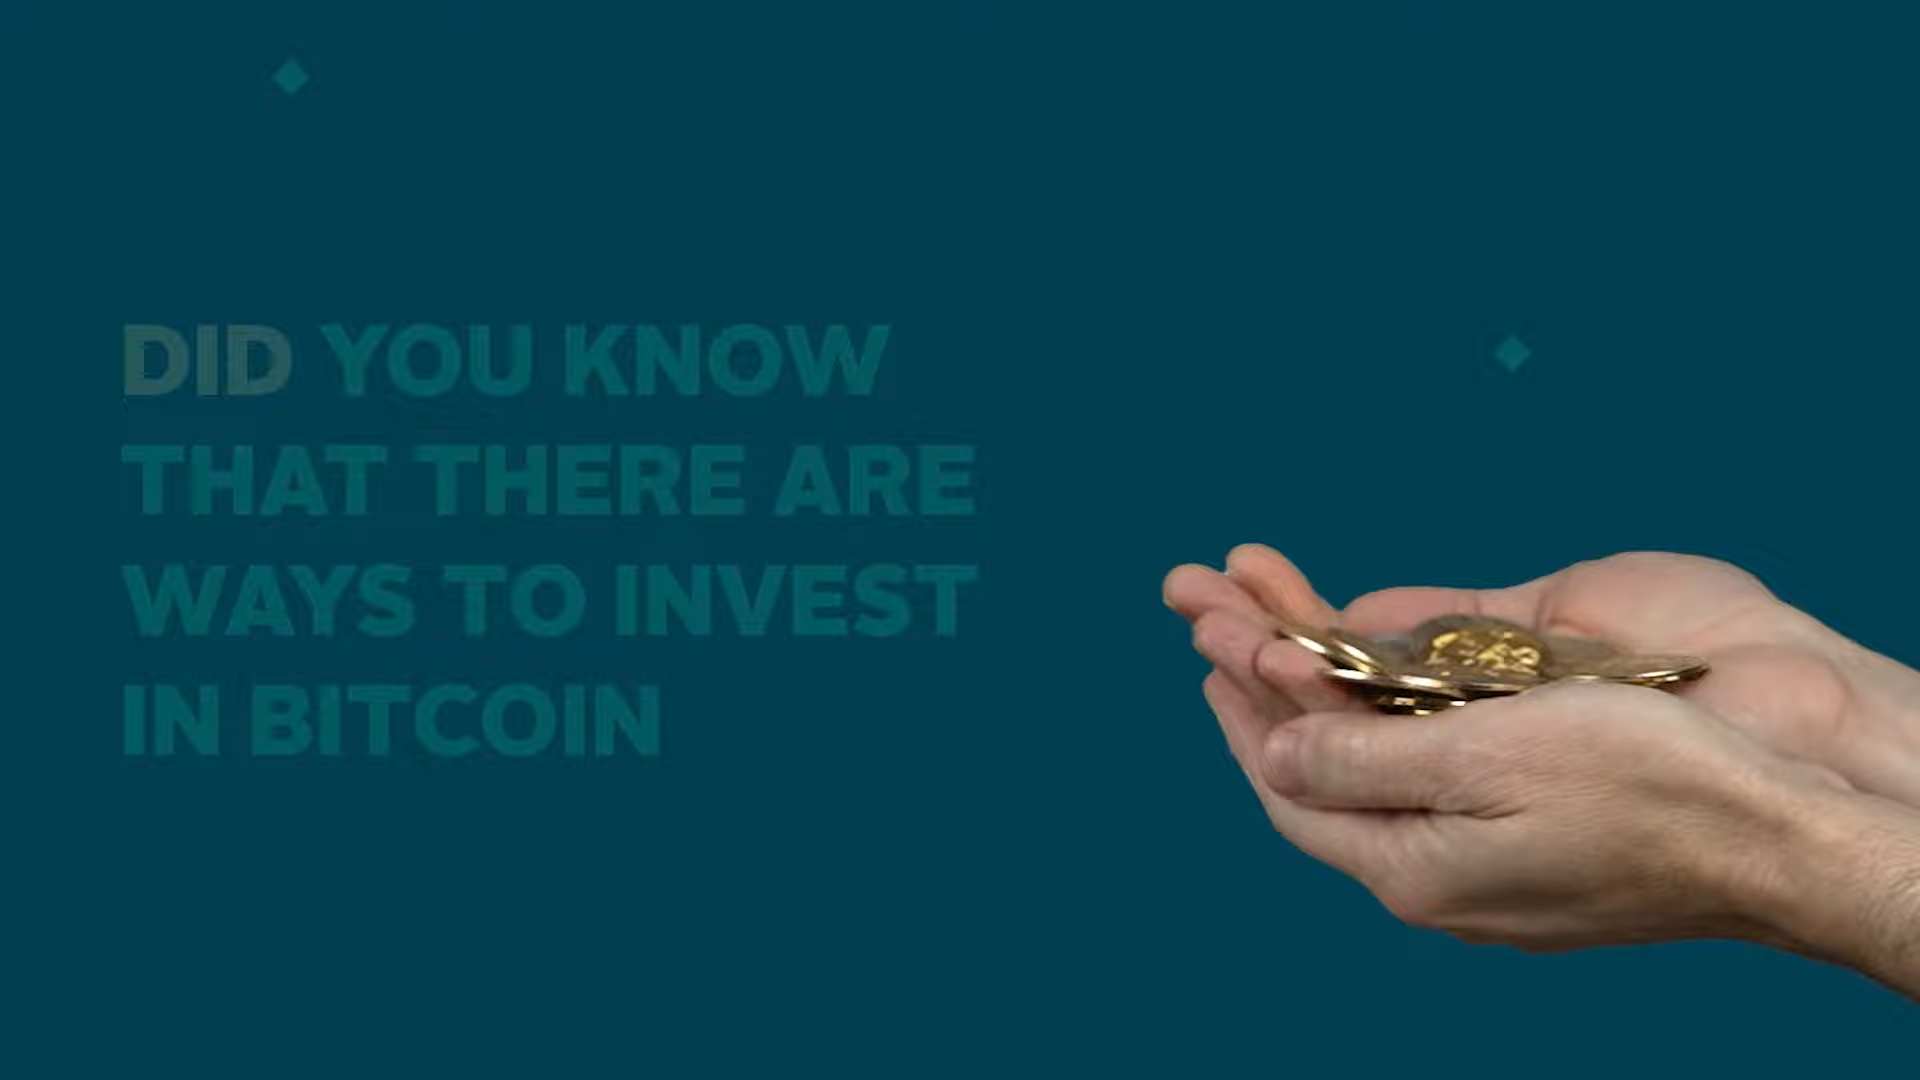 DID YOU KNOW
THAT THERE ARE
WAYS TO INVEST
IN BITCOIN